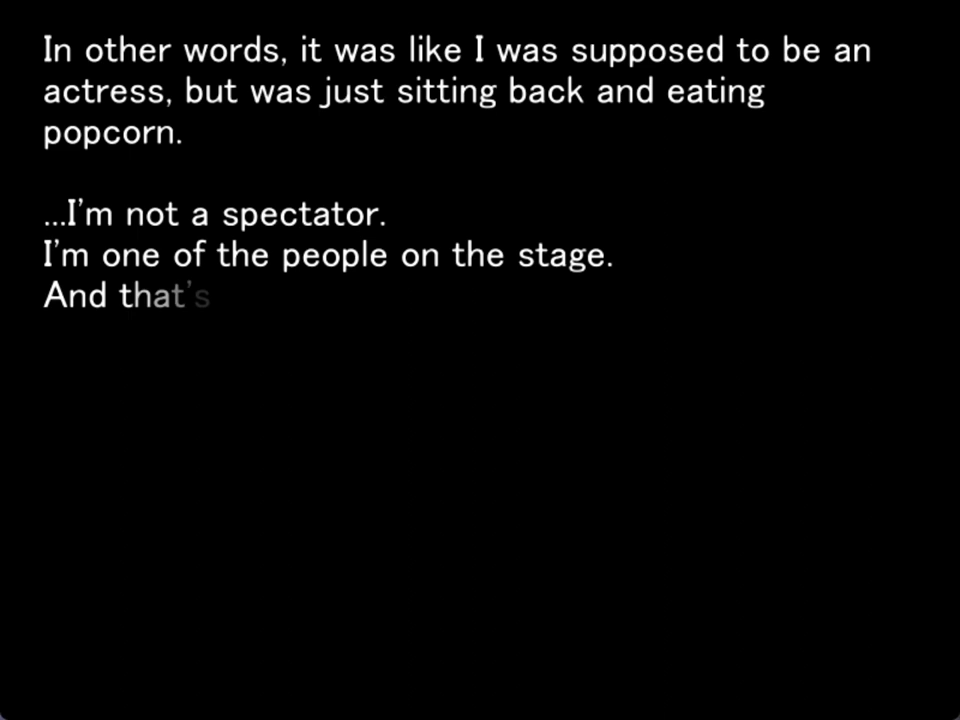 In other words, it was like I was supposed to be an
actress, but was just sitting back and eating
popcorn.
...I'm not a spectator.
I'm one of the people on the stage.
And that's